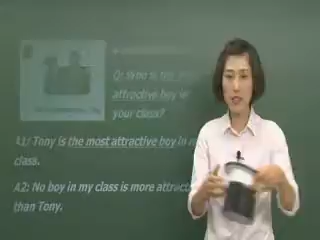 Q: Who is the
attractive boy in
your class?
A1: Tony is the most attractive boy in
class.
A2: No boy in my class is more
than Tony.